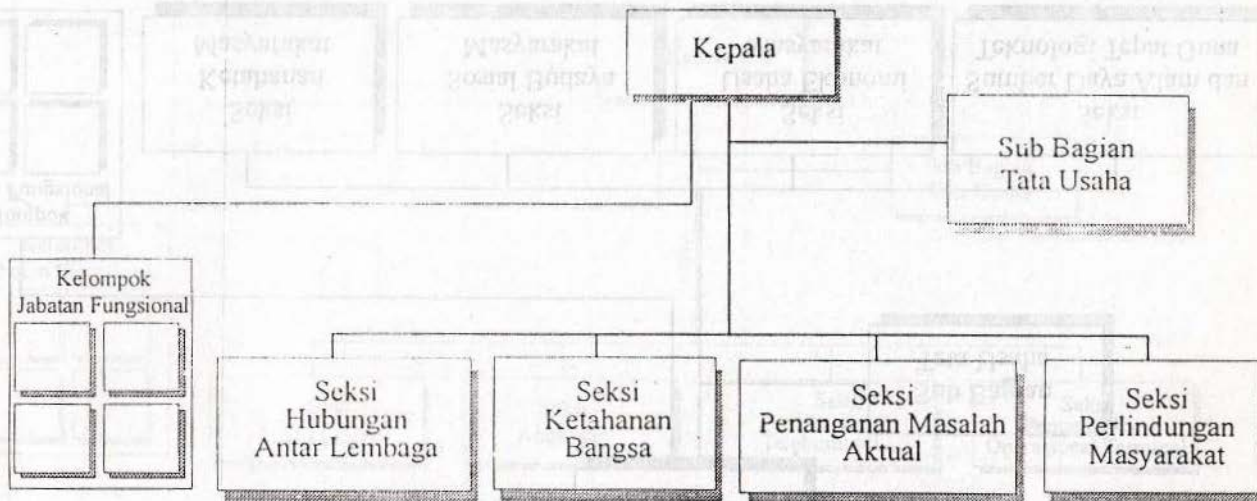 Kepala
Sub Bagian
Tata Usaha
Kelompok
Jabatan Fungsional
Seksi
Hubungan
Antar Lembaga
Seksi
Ketahanan
Bangsa
Seksi
Penanganan Masalah
Aktual
Seksi
Perlindungan
Masyarakat